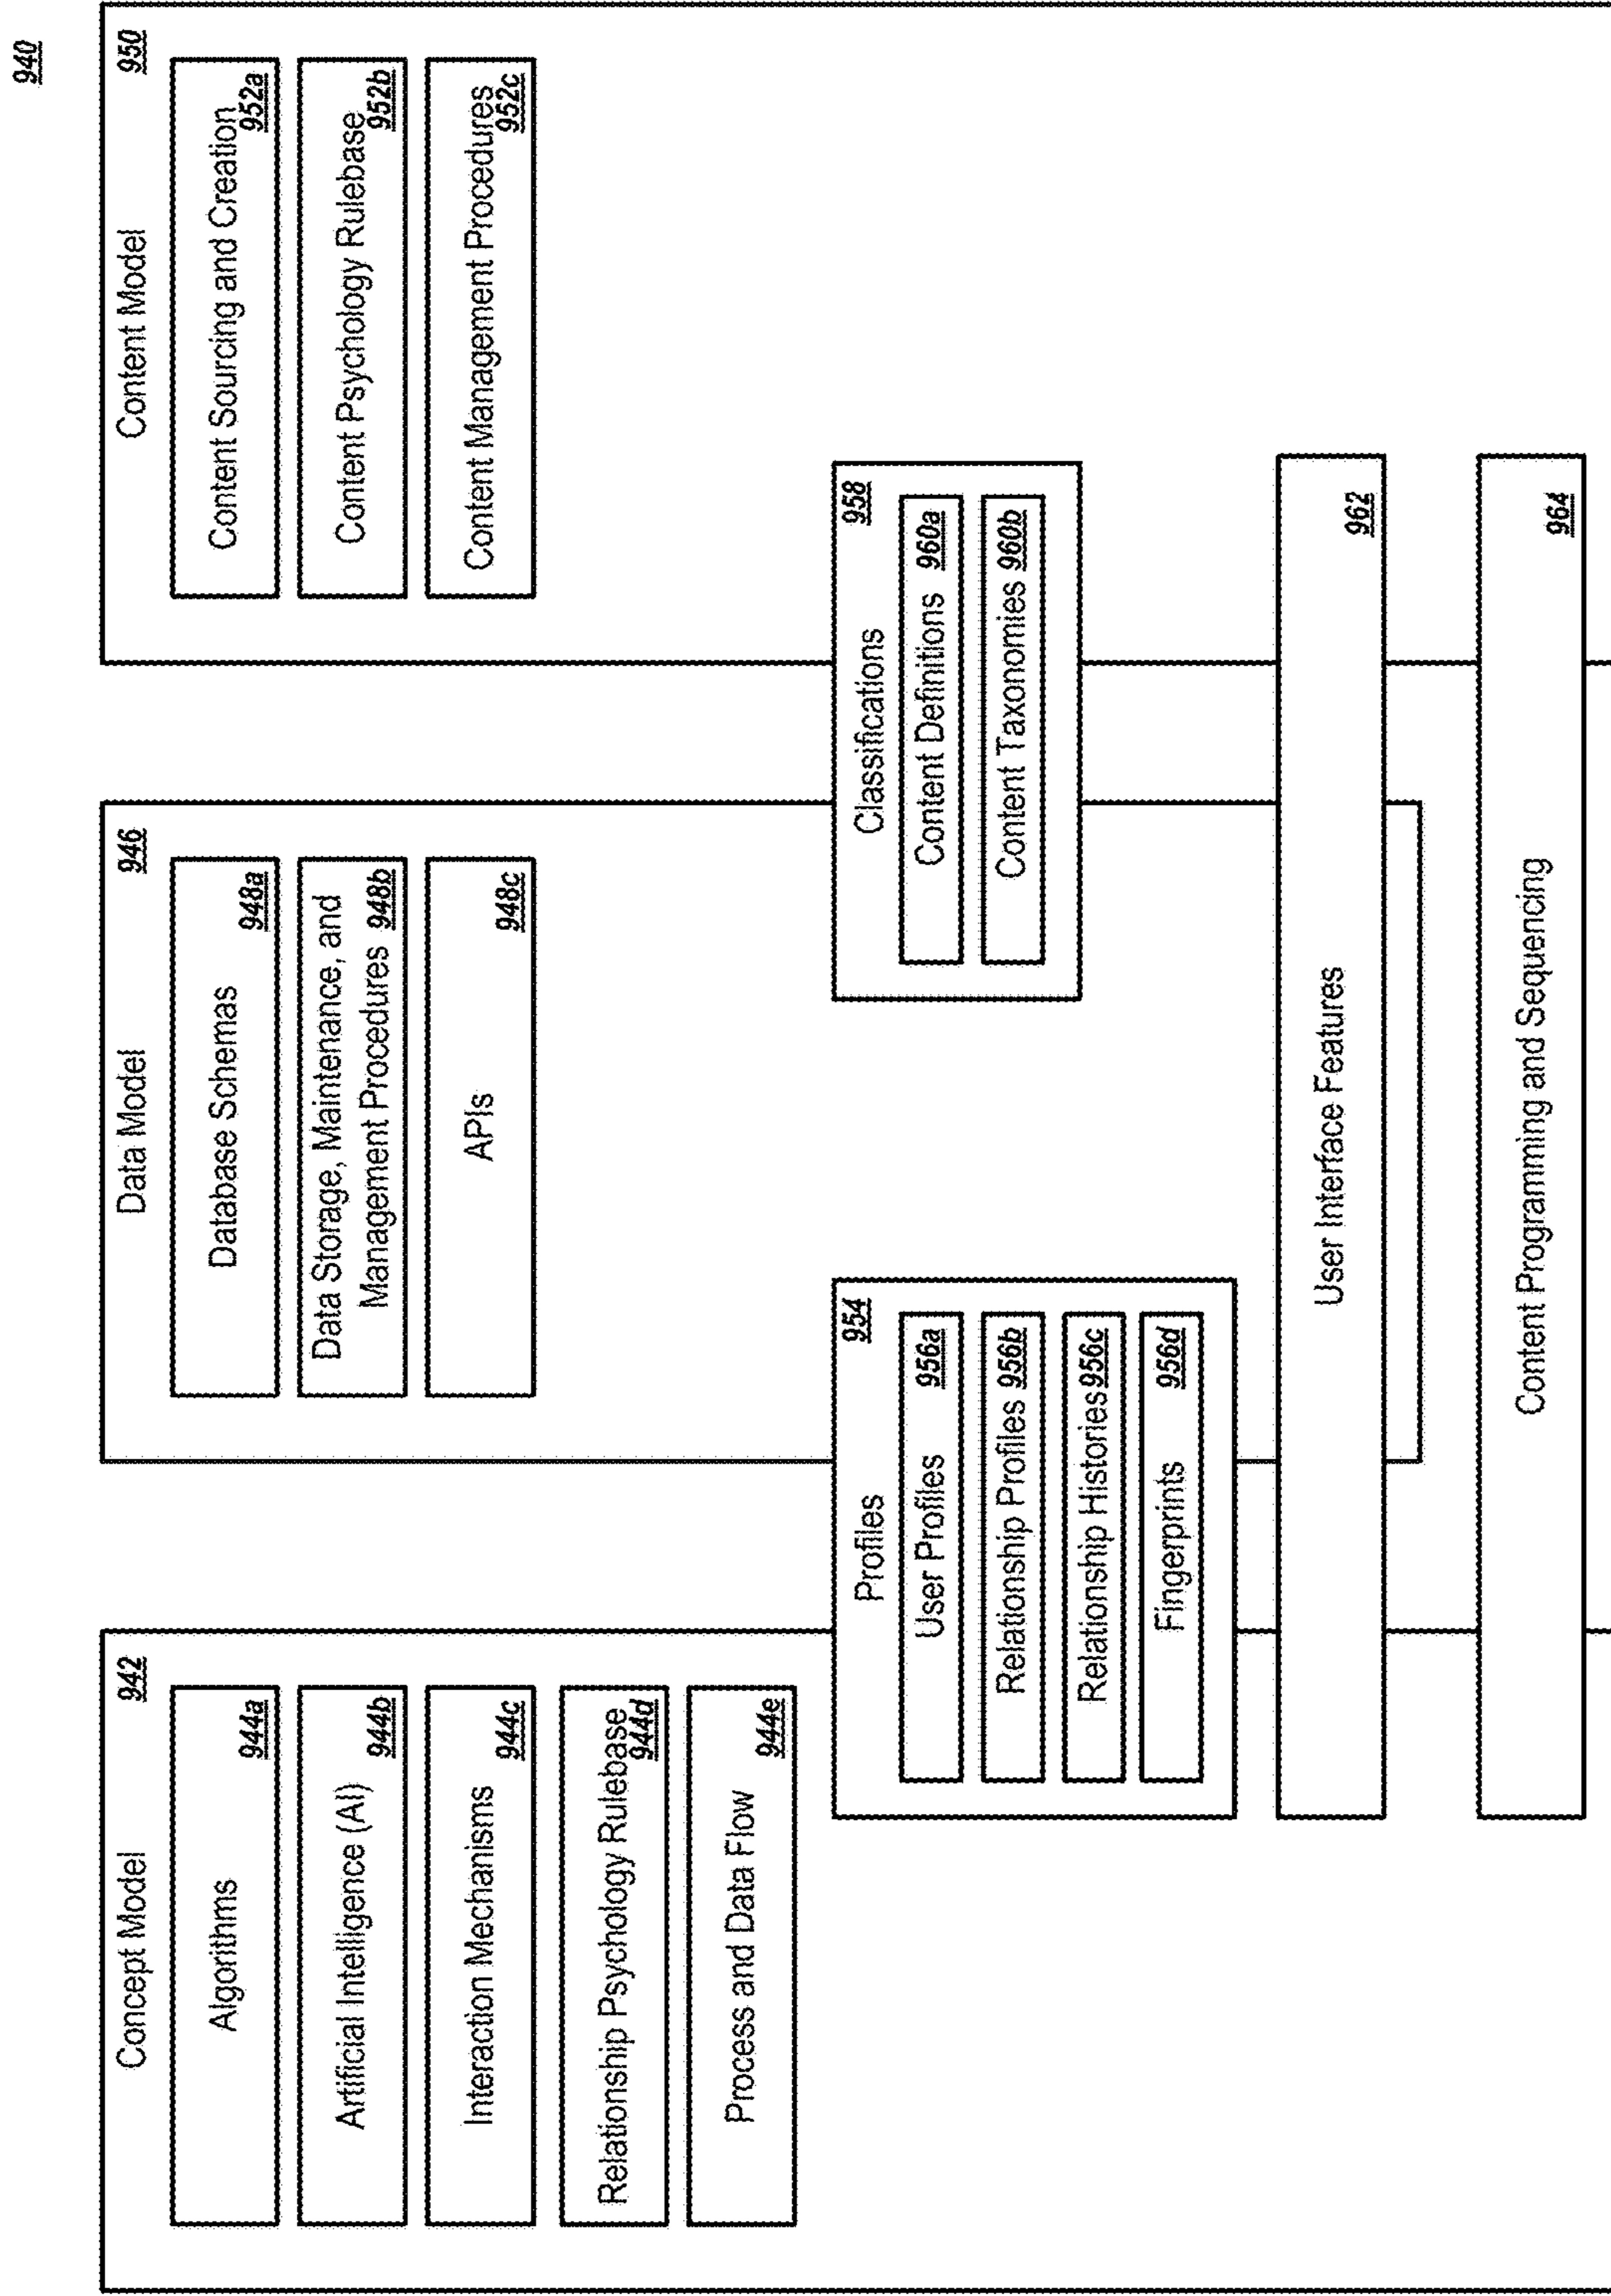 940
Concept Model
942
Algorithms
944a
Artificial Intelligence (AI)
944b
Interaction Mechanisms
944c
Relationship Psychology Rulebase
944d
Process and Data Flow
944e
Data Model
946
Database Schemas
948a
Data Storage, Maintenance, and
Management Procedures 948b
APIs
948c
Content Model
950
Content Sourcing and Creation
952a
Content Psychology Rulebase
952b
Content Management Procedures
952c
Profiles
954
User Profiles 956a
Relationship Profiles 956b
Relationship Histories 956c
Fingerprints 956d
Classifications
958
Content Definitions 960a
Content Taxonomies 960b
User Interface Features
962
Content Programming and Sequencing
964